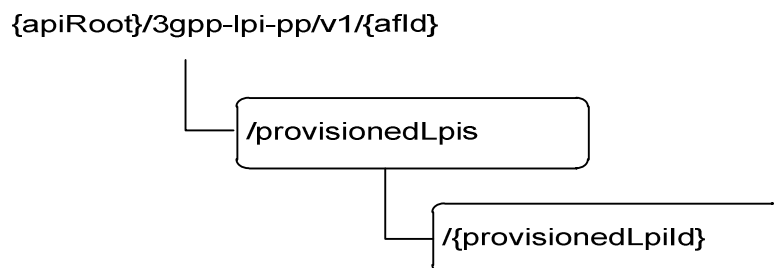 {apiRoot}/3gpp-lpi-pp/v1/{afId}
/provisionedLpis
/{provisionedLpiId}